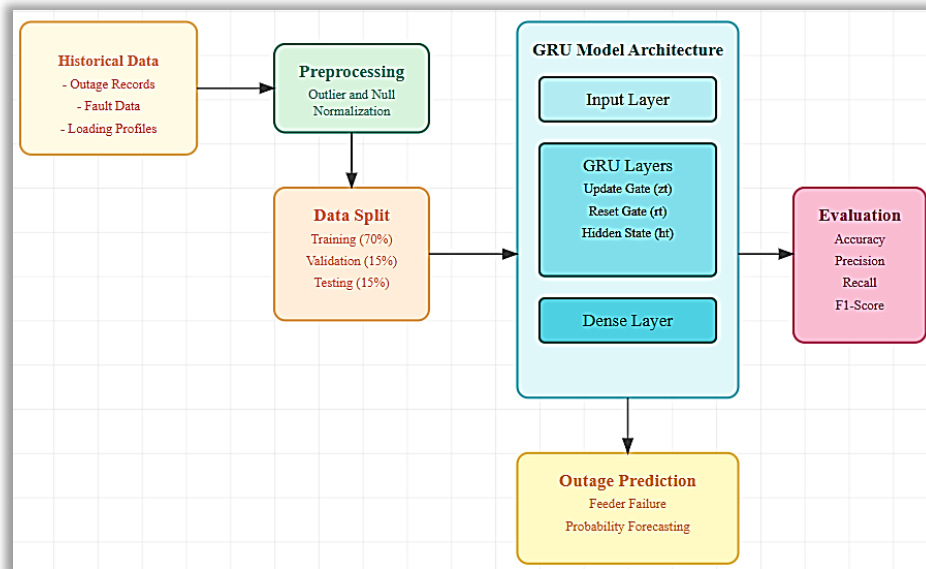 Historical Data
- Outage Records
- Fault Data
- Loading Profiles
Preprocessing
Outlier and Null
Normalization
Data Split
Training (70%)
Validation (15%)
Testing (15%)
GRU Model Architecture
Input Layer
GRU Layers
Update Gate (zt)
Reset Gate (rt)
Hidden State (ht)
Dense Layer
Evaluation
Accuracy
Precision
Recall
F1-Score
Outage Prediction
Feeder Failure
Probability Forecasting